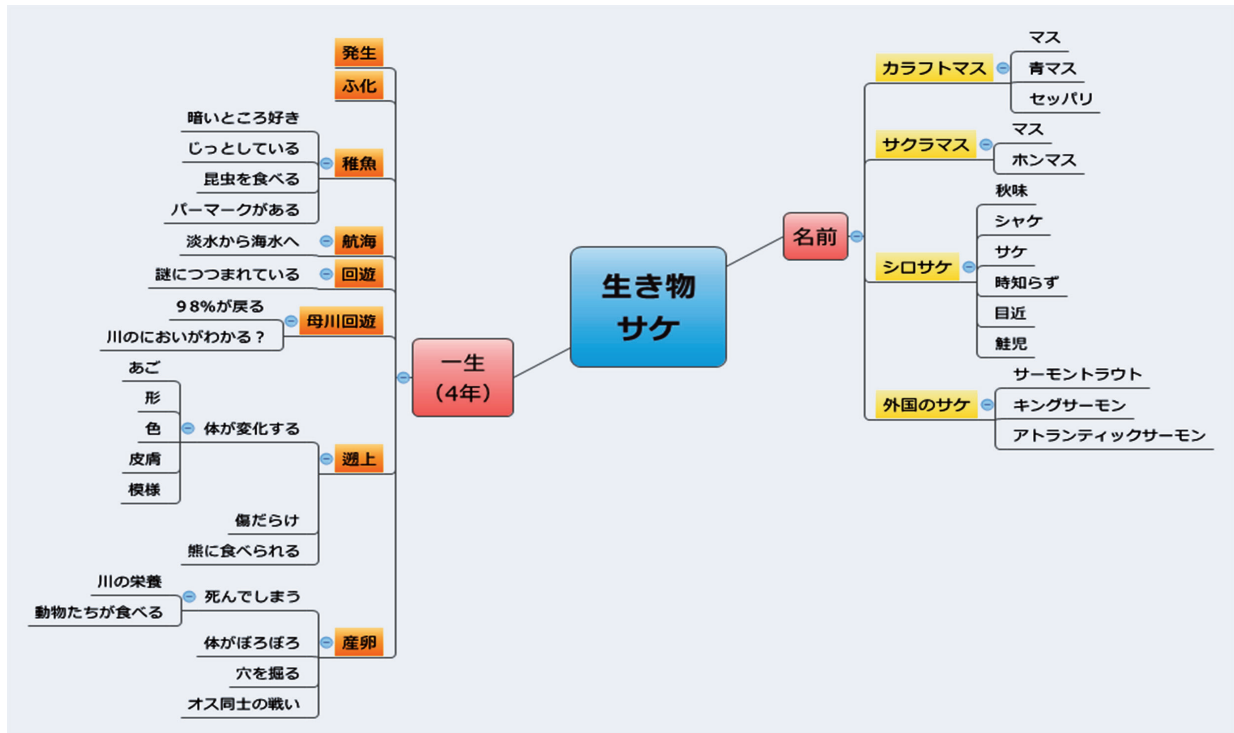 生き物
サケ
名前
カラフトマス
マス
青マス
セッパリ
サクラマス
マス
ホンマス
シロサケ
秋味
シャケ
サケ
時知らず
目近
鮭児
外国のサケ
サーモントラウト
キングサーモン
アトランティックサーモン
一生
（4年）
発生
ふ化
稚魚
暗いところ好き
じっとしている
昆虫を食べる
パーマークがある
航海
淡水から海水へ
回遊
謎につつまれている
母川回遊
９８％が戻る
川のにおいがわかる？
遡上
体が変化する
あご
形
色
皮膚
模様
傷だらけ
熊に食べられる
産卵
死んでしまう
川の栄養
動物たちが食べる
体がぼろぼろ
穴を掘る
オス同士の戦い